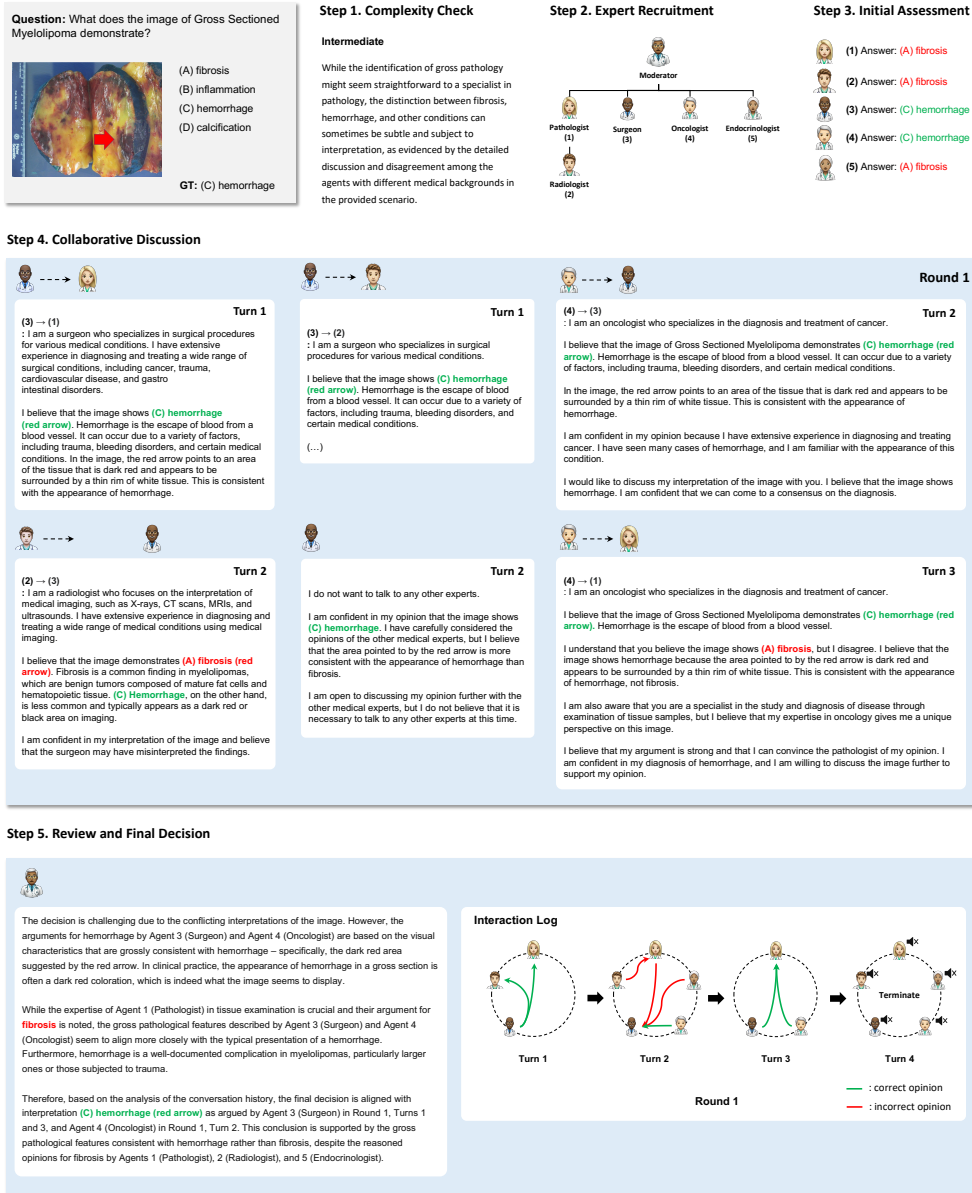 Question: What does the image of Gross Sectioned
Myelolipoma demonstrate?
(A) fibrosis
(B) inflammation
(C) hemorrhage
(D) calcification
GT: (C) hemorrhage
Step 1. Complexity Check
Intermediate
While the identification of gross pathology
might seem straightforward to a specialist in
pathology, the distinction between fibrosis,
hemorrhage, and other conditions can
sometimes be subtle and subject to
interpretation, as evidenced by the detailed
discussion and disagreement among the
agents with different medical backgrounds in
the provided scenario.
Step 2. Expert Recruitment
Moderator
Pathologist
(1)
Surgeon
(3)
Oncologist
(4)
Endocrinologist
(5)
Radiologist
(2)
Step 3. Initial Assessment
(1) Answer: (A) fibrosis
(2) Answer: (A) fibrosis
(3) Answer: (C) hemorrhage
(4) Answer: (C) hemorrhage
(5) Answer: (A) fibrosis
Step 4. Collaborative Discussion
Round 1
Turn 1
(3) → (1)
: I am a surgeon who specializes in surgical procedures
for various medical conditions. I have extensive
experience in diagnosing and treating a wide range of
surgical conditions, including cancer, trauma,
cardiovascular disease, and gastro
intestinal disorders.
I believe that the image shows (C) hemorrhage
(red arrow). Hemorrhage is the escape of blood from a
blood vessel. It can occur due to a variety of factors,
including trauma, bleeding disorders, and certain medical
conditions. In the image, the red arrow points to an area
of the tissue that is dark red and appears to be
surrounded by a thin rim of white tissue. This is consistent
with the appearance of hemorrhage.
Turn 1
(3) → (2)
: I am a surgeon who specializes in surgical
procedures for various medical conditions.
I believe that the image shows (C) hemorrhage
(red arrow). Hemorrhage is the escape of blood
from a blood vessel. It can occur due to a variety of
factors, including trauma, bleeding disorders, and
certain medical conditions.
(...)
Turn 2
(4) → (3)
: I am an oncologist who specializes in the diagnosis and treatment of cancer.
I believe that the image of Gross Sectioned Myelolipoma demonstrates (C) hemorrhage (red
arrow). Hemorrhage is the escape of blood from a blood vessel. It can occur due to a variety
of factors, including trauma, bleeding disorders, and certain medical conditions.
In the image, the red arrow points to an area of the tissue that is dark red and appears to be
surrounded by a thin rim of white tissue. This is consistent with the appearance of
hemorrhage.
I am confident in my opinion because I have extensive experience in diagnosing and treating
cancer. I have seen many cases of hemorrhage, and I am familiar with the appearance of this
condition.
I would like to discuss my interpretation of the image with you. I believe that the image shows
hemorrhage. I am confident that we can come to a consensus on the diagnosis.
Turn 2
(2) → (3)
: I am a radiologist who focuses on the interpretation of
medical imaging, such as X-rays, CT scans, MRIs, and
ultrasounds. I have extensive experience in diagnosing and
treating a wide range of medical conditions using medical
imaging.
I believe that the image demonstrates (A) fibrosis (red
arrow). Fibrosis is a common finding in myelolipomas,
which are benign tumors composed of mature fat cells and
hematopoietic tissue. (C) Hemorrhage, on the other hand,
is less common and typically appears as a dark red or
black area on imaging.
I am confident in my interpretation of the image and believe
that the surgeon may have misinterpreted the findings.
Turn 2
I do not want to talk to any other experts.
I am confident in my opinion that the image shows
(C) hemorrhage. I have carefully considered the
opinions of the other medical experts, but I believe
that the area pointed to by the red arrow is more
consistent with the appearance of hemorrhage than
fibrosis.
I am open to discussing my opinion further with the
other medical experts, but I do not believe that it is
necessary to talk to any other experts at this time.
Turn 3
(4) → (1)
: I am an oncologist who specializes in the diagnosis and treatment of cancer.
I believe that the image of Gross Sectioned Myelolipoma demonstrates (C) hemorrhage (red
arrow). Hemorrhage is the escape of blood from a blood vessel.
I understand that you believe the image shows (A) fibrosis, but I disagree. I believe that the
image shows hemorrhage because the area pointed to by the red arrow is dark red and
appears to be surrounded by a thin rim of white tissue. This is consistent with the appearance
of hemorrhage, not fibrosis.
I am also aware that you are a specialist in the study and diagnosis of disease through
examination of tissue samples, but I believe that my expertise in oncology gives me a unique
perspective on this image.
I believe that my argument is strong and that I can convince the pathologist of my opinion. I
am confident in my diagnosis of hemorrhage, and I am willing to discuss the image further to
support my opinion.
Step 5. Review and Final Decision
The decision is challenging due to the conflicting interpretations of the image. However, the
arguments for hemorrhage by Agent 3 (Surgeon) and Agent 4 (Oncologist) are based on the visual
characteristics that are grossly consistent with hemorrhage – specifically, the dark red area
suggested by the red arrow. In clinical practice, the appearance of hemorrhage in a gross section is
often a dark red coloration, which is indeed what the image seems to display.
While the expertise of Agent 1 (Pathologist) in tissue examination is crucial and their argument for
fibrosis is noted, the gross pathological features described by Agent 3 (Surgeon) and Agent 4
(Oncologist) seem to align more closely with the typical presentation of a hemorrhage.
Furthermore, hemorrhage is a well-documented complication in myelolipomas, particularly larger
ones or those subjected to trauma.
Therefore, based on the analysis of the conversation history, the final decision is aligned with
interpretation (C) hemorrhage (red arrow) as argued by Agent 3 (Surgeon) in Round 1, Turns 1
and 3, and Agent 4 (Oncologist) in Round 1, Turn 2. This conclusion is supported by the gross
pathological features consistent with hemorrhage rather than fibrosis, despite the reasoned
opinions for fibrosis by Agents 1 (Pathologist), 2 (Radiologist), and 5 (Endocrinologist).
Interaction Log
Terminate
Turn 1
Turn 2
Turn 3
Turn 4
Round 1
: correct opinion
: incorrect opinion